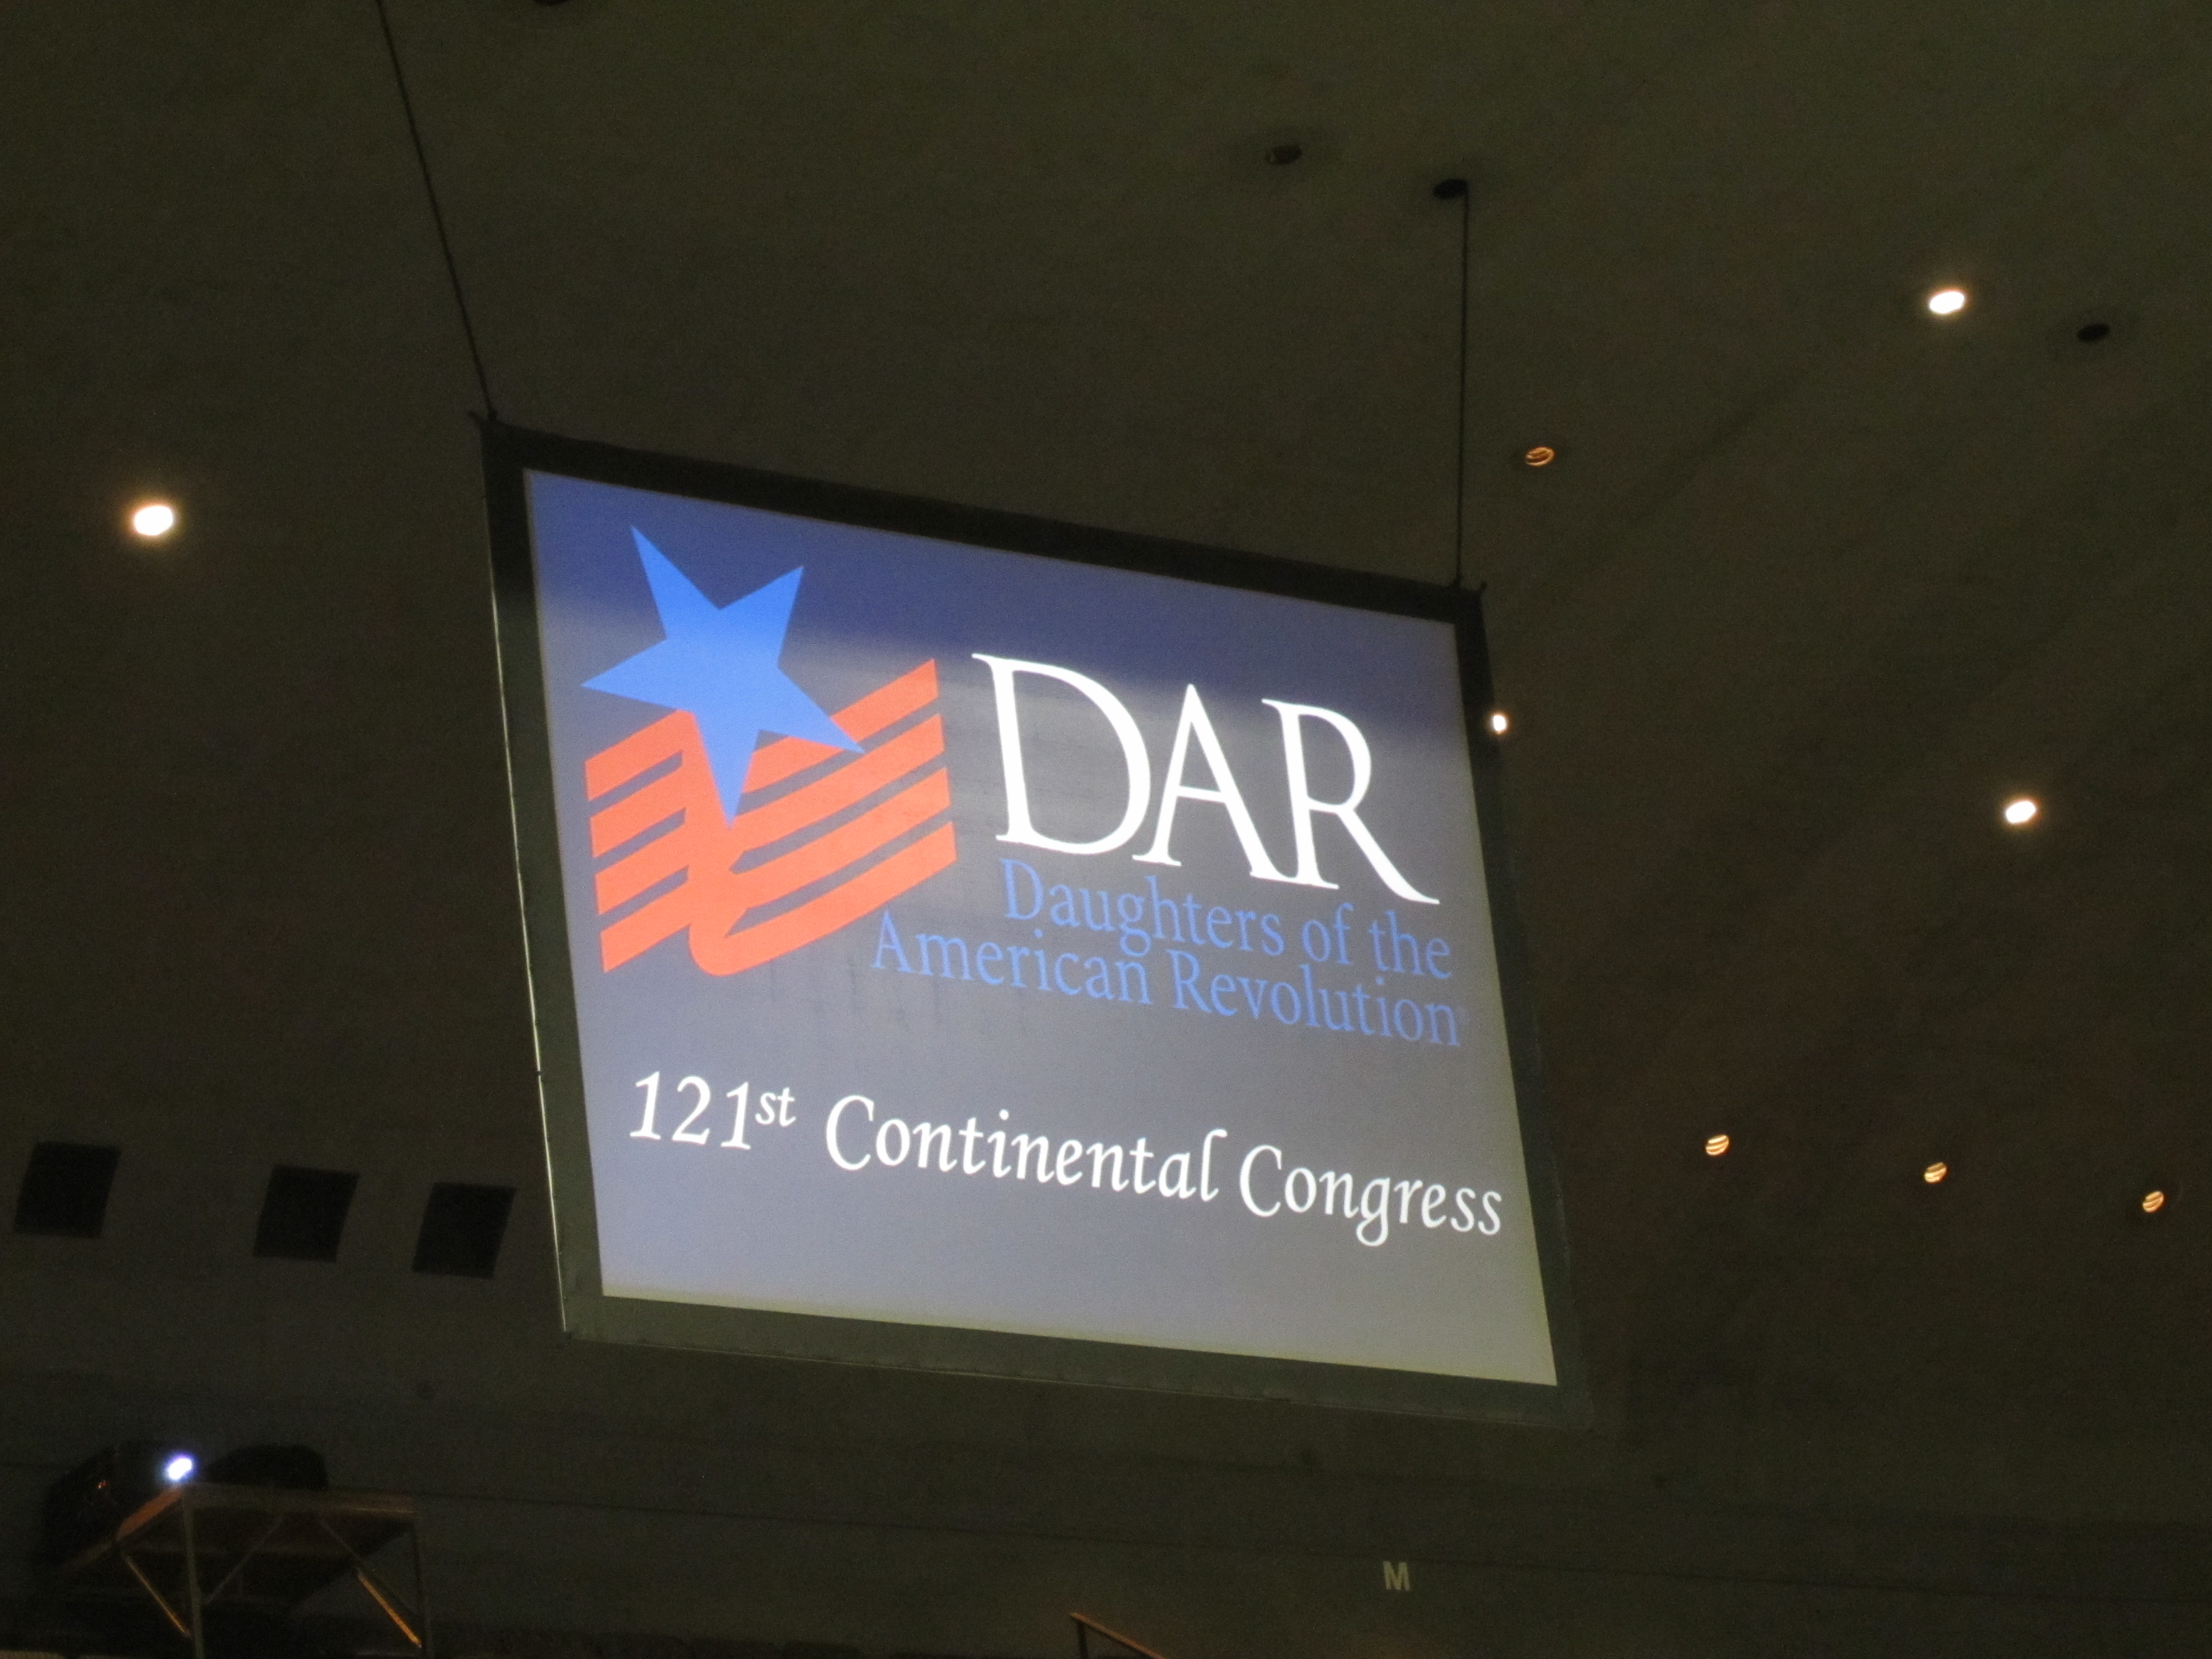 DAR
Daughters of the
American Revolution
121st Continental Congress
M